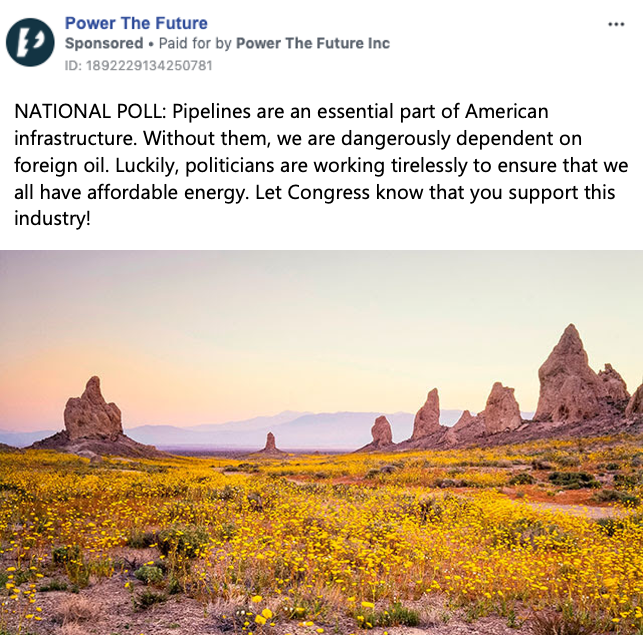 Power The Future
Sponsored • Paid for by Power The Future Inc
ID: 1892229134250781
NATIONAL POLL: Pipelines are an essential part of American
infrastructure. Without them, we are dangerously dependent on
foreign oil. Luckily, politicians are working tirelessly to ensure that we
all have affordable energy. Let Congress know that you support this
industry!